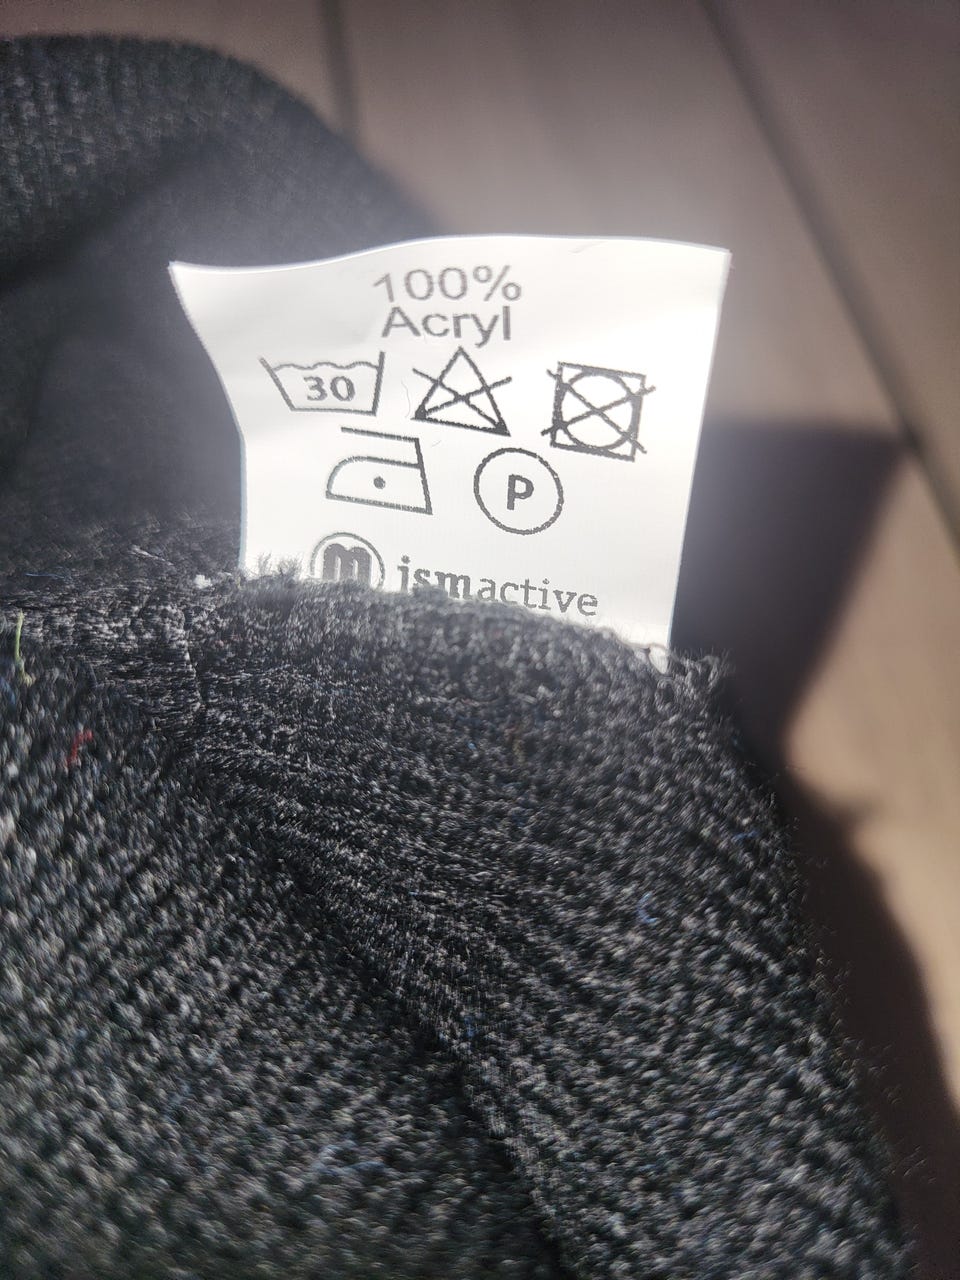 100%
Acryl
30
P
m ismactive